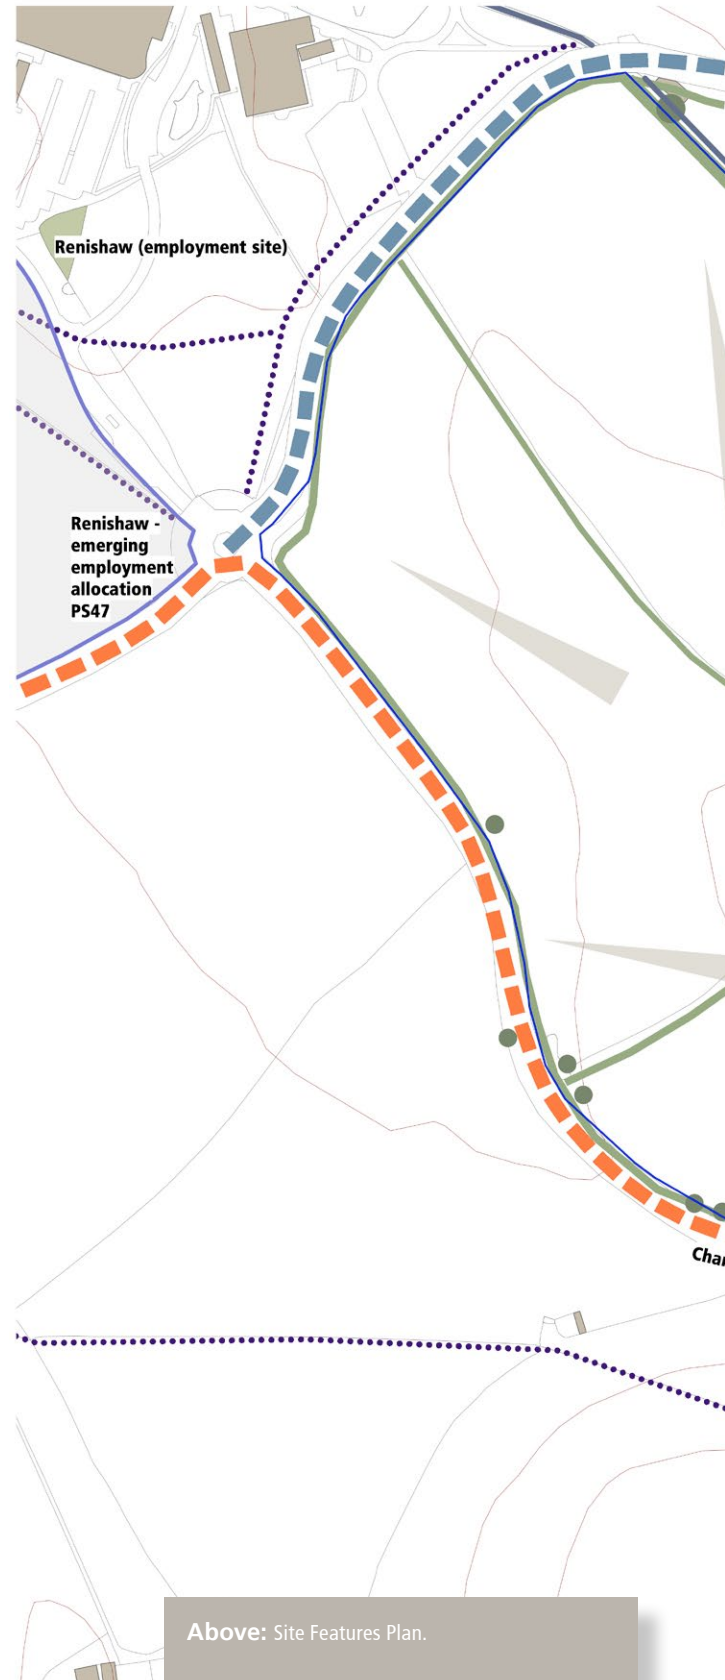 Renishaw (employment site)
Renishaw -
emerging
employment
allocation
PS47
Above: Site Features Plan.